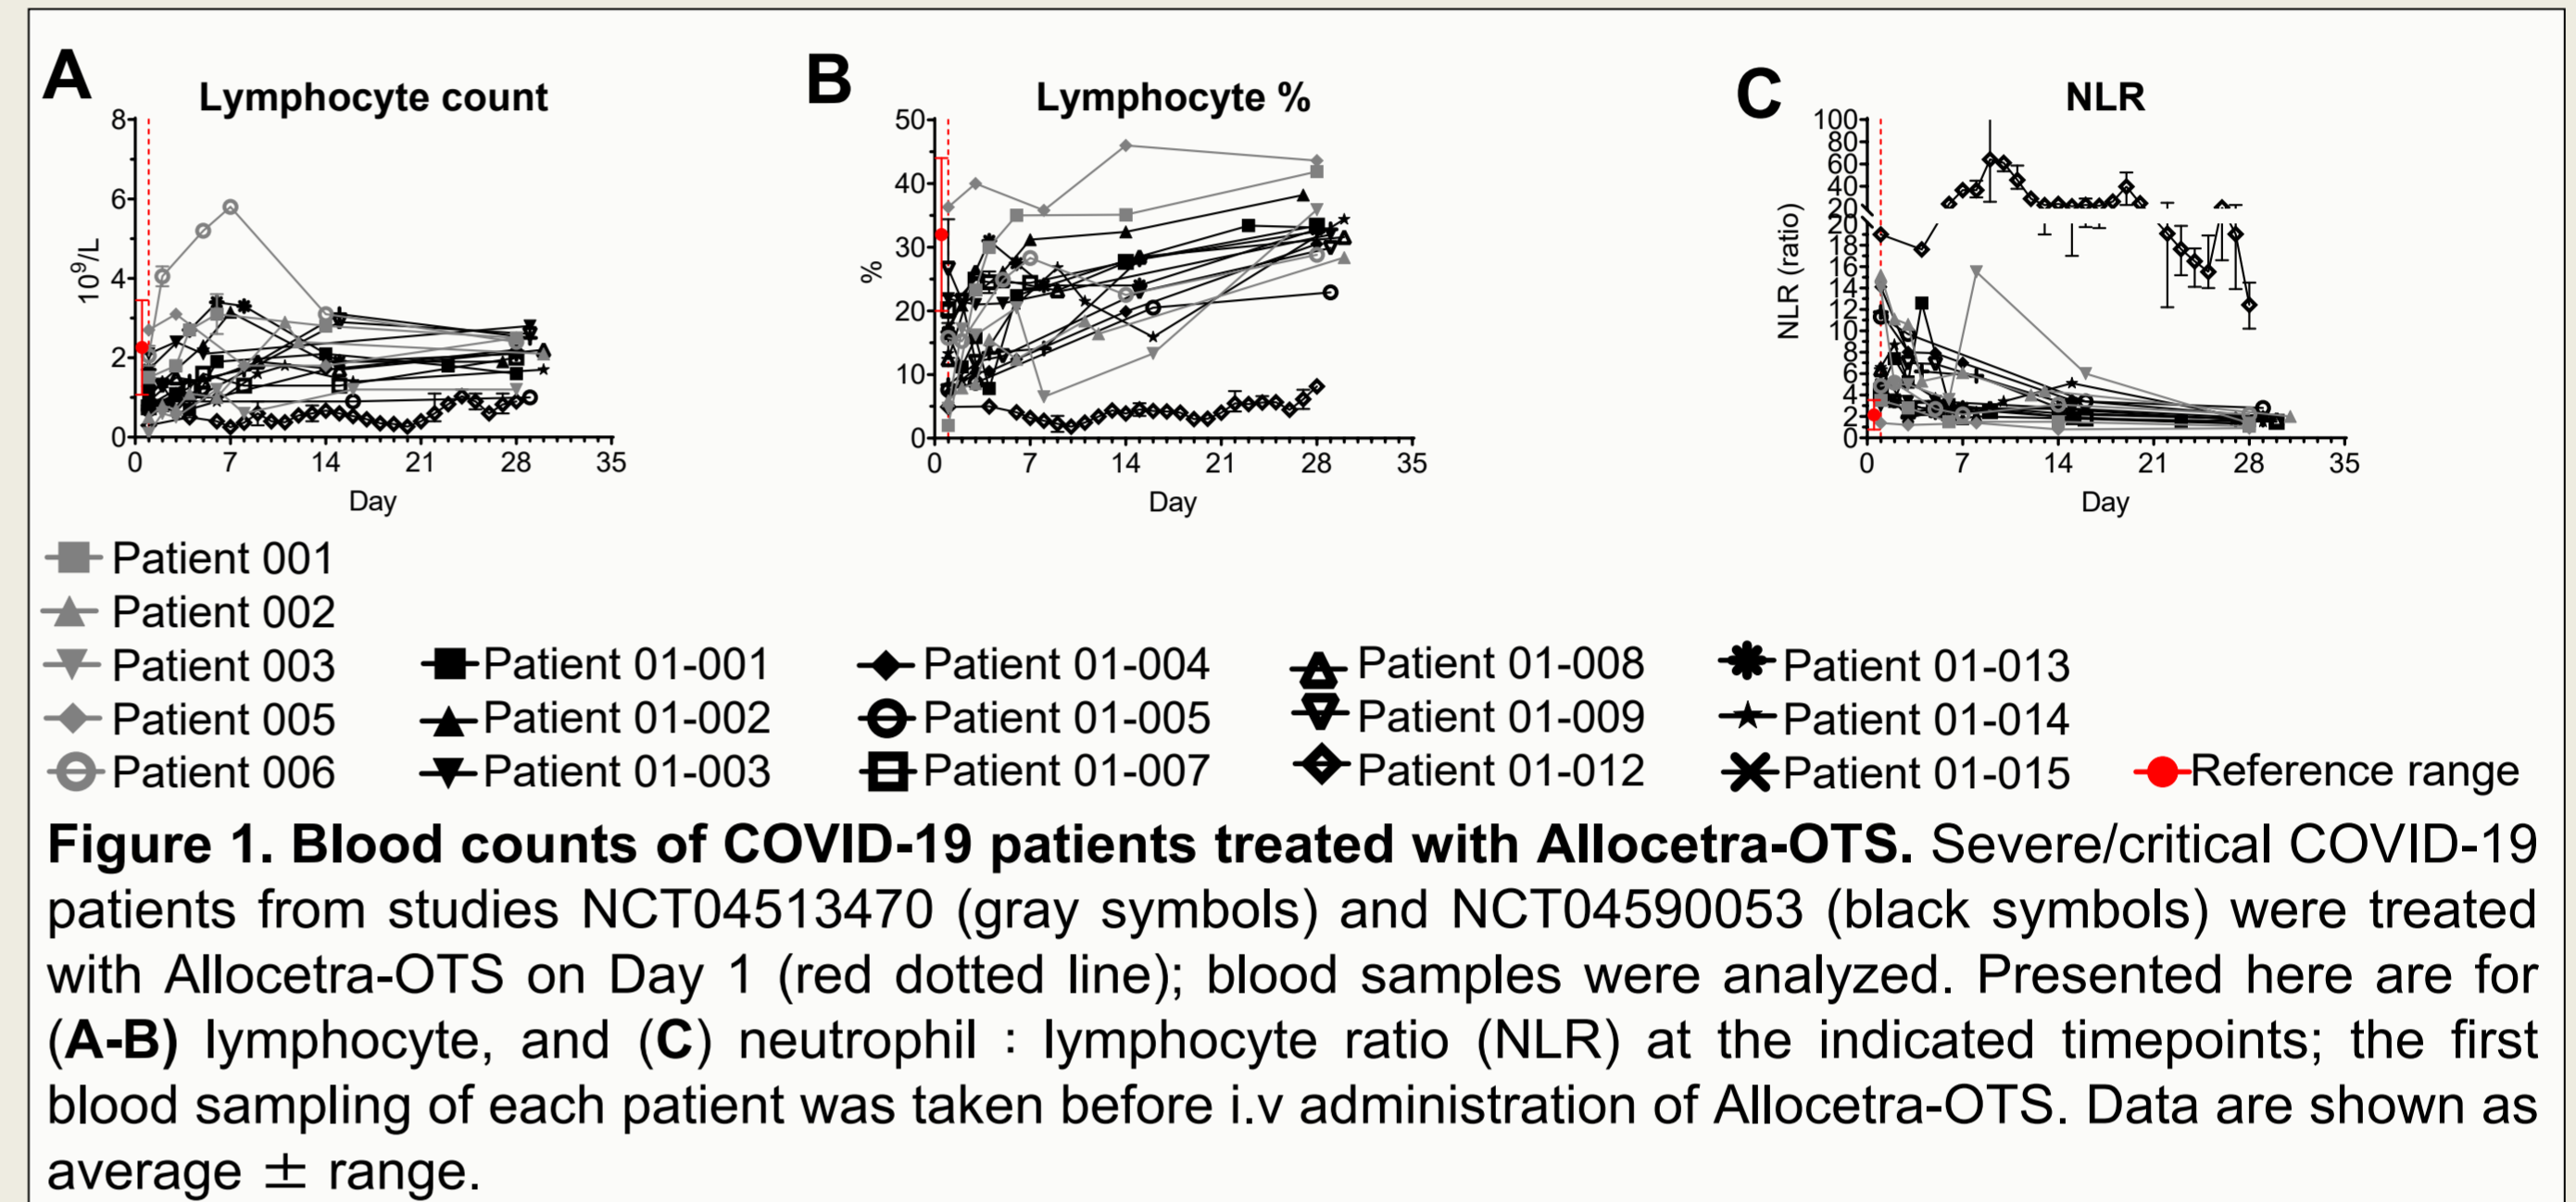 A
Lymphocyte count
10⁹/L
8
6
4
2
0
0 7 14 21 28 35
Day
B
Lymphocyte %
%
50
40
30
20
10
0
0 7 14 21 28 35
Day
C
NLR
NLR (ratio)
100
80
60
40
20
20
18
16
14
12
10
8
6
4
2
0
0 7 14 21 28 35
Day
Patient 001
Patient 002
Patient 003
Patient 005
Patient 006
Patient 01-001
Patient 01-002
Patient 01-003
Patient 01-004
Patient 01-005
Patient 01-007
Patient 01-008
Patient 01-009
Patient 01-012
Patient 01-013
Patient 01-014
Patient 01-015
Reference range
Figure 1. Blood counts of COVID-19 patients treated with Allocetra-OTS. Severe/critical COVID-19
patients from studies NCT04513470 (gray symbols) and NCT04590053 (black symbols) were treated
with Allocetra-OTS on Day 1 (red dotted line); blood samples were analyzed. Presented here are for
(A-B) lymphocyte, and (C) neutrophil : lymphocyte ratio (NLR) at the indicated timepoints; the first
blood sampling of each patient was taken before i.v administration of Allocetra-OTS. Data are shown as
average ± range.